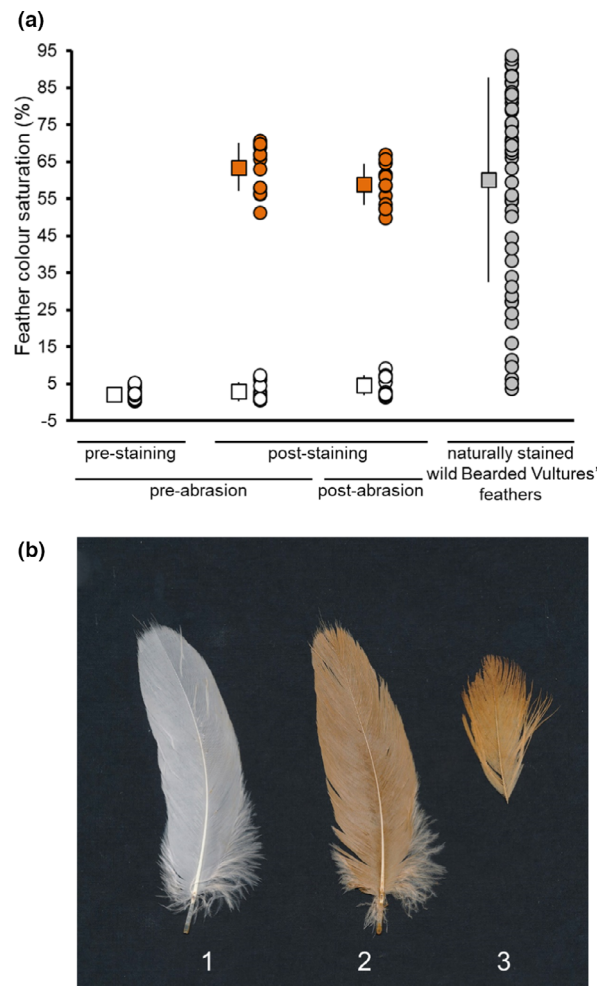 (a)
Feather colour saturation (%)
95
85
75
65
55
45
35
25
15
5
-5
pre-staining
post-staining
naturally stained
wild Bearded Vultures'
feathers
pre-abrasion
post-abrasion
(b)
1
2
3